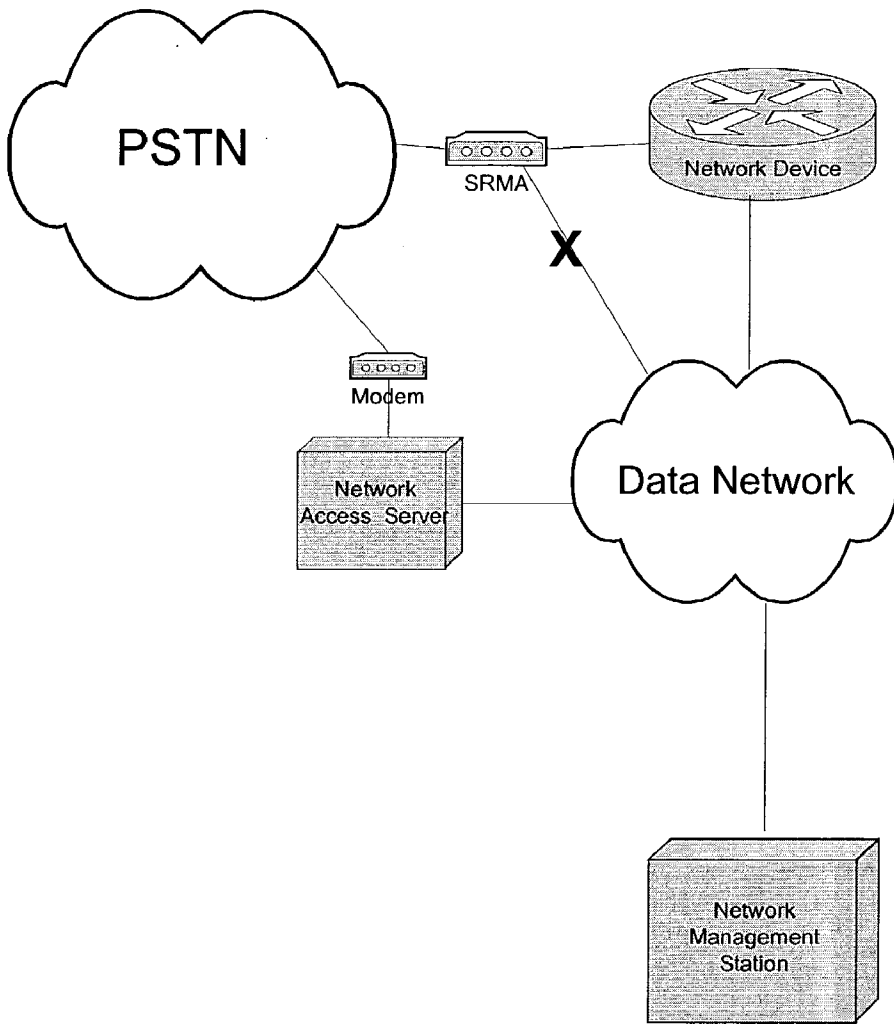 PSTN
SRMA
Network Device
X
Modem
Network
Access Server
Data Network
Network
Management
Station